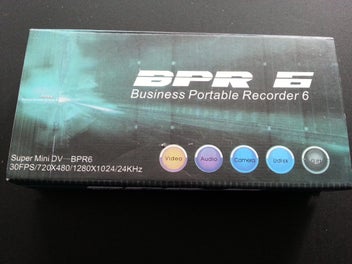 BPR 6
Business Portable Recorder 6
Super Mini DV—BPR6
30FPS/720X480/1280X1024/24KHz
Video
Audio
Camera
Udisk